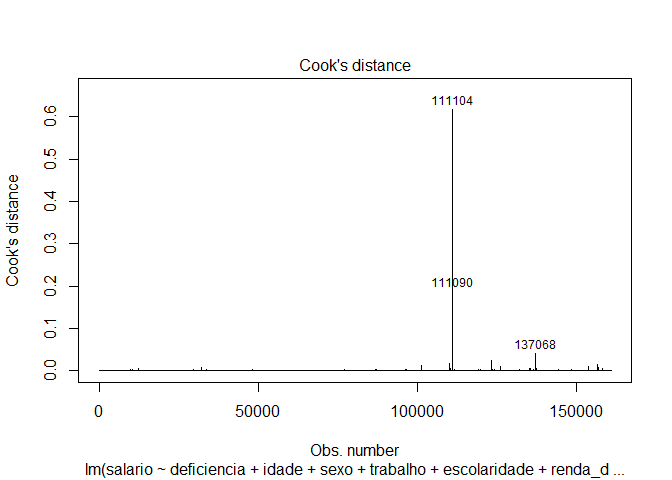 Cook's distance
111104
111090
137068
0.6
0.5
0.4
0.3
0.2
0.1
0.0
Cook's distance
0 50000 100000 150000
Obs. number
lm(salario ~ deficiencia + idade + sexo + trabalho + escolaridade + renda_d ...